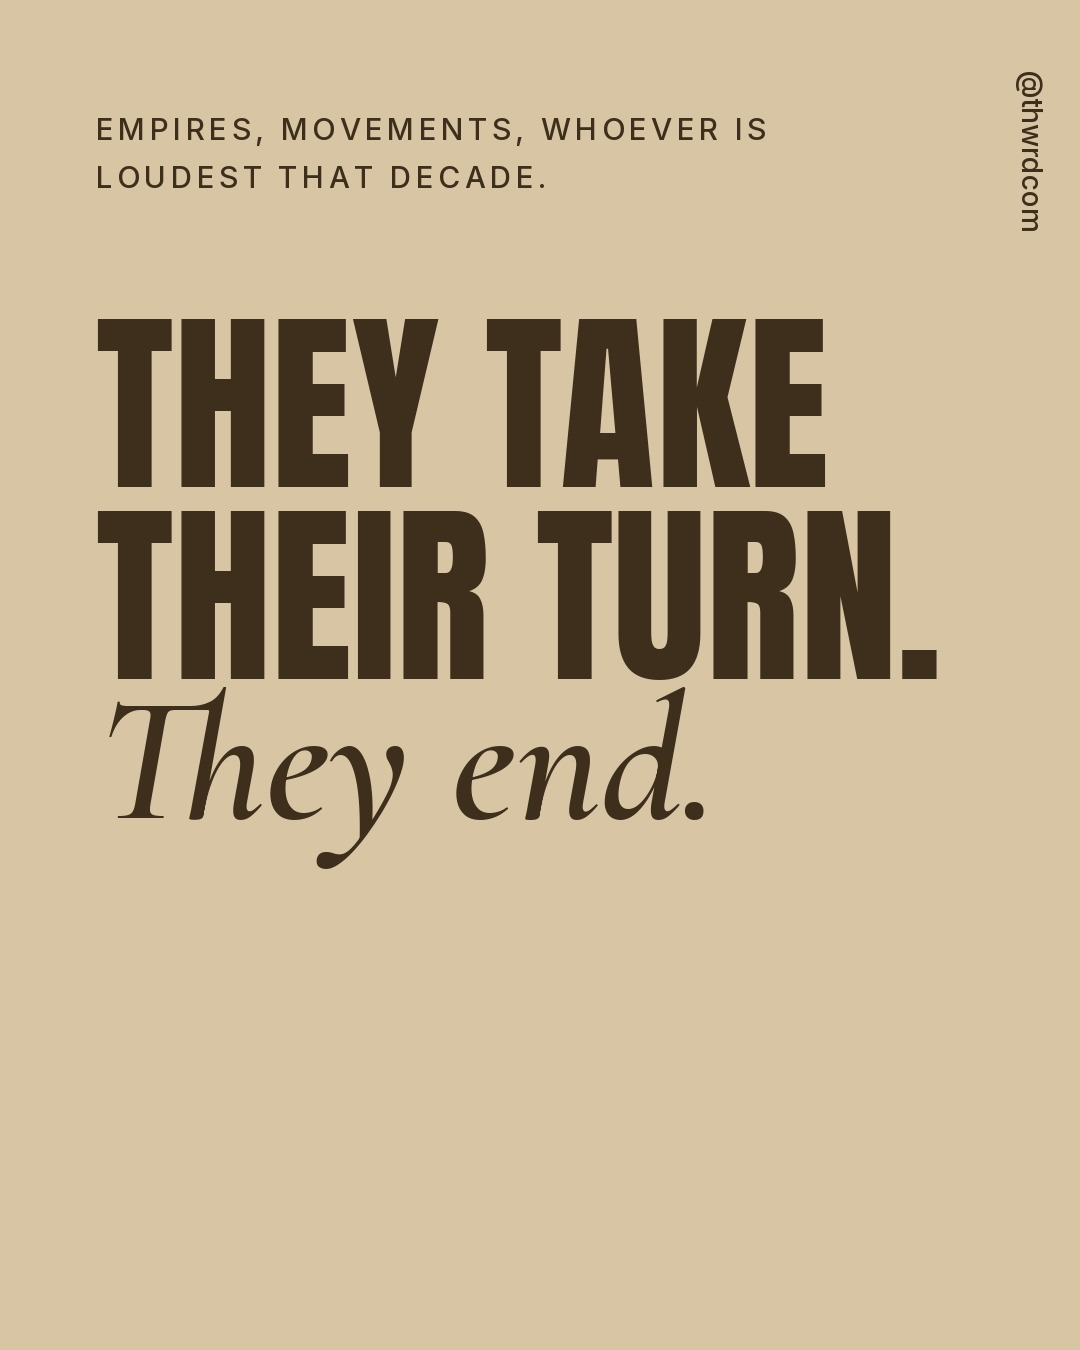 EMPIRES, MOVEMENTS, WHOEVER IS
LOUDEST THAT DECADE.
@thwrdcom
THEY TAKE
THEIR TURN.
They end.